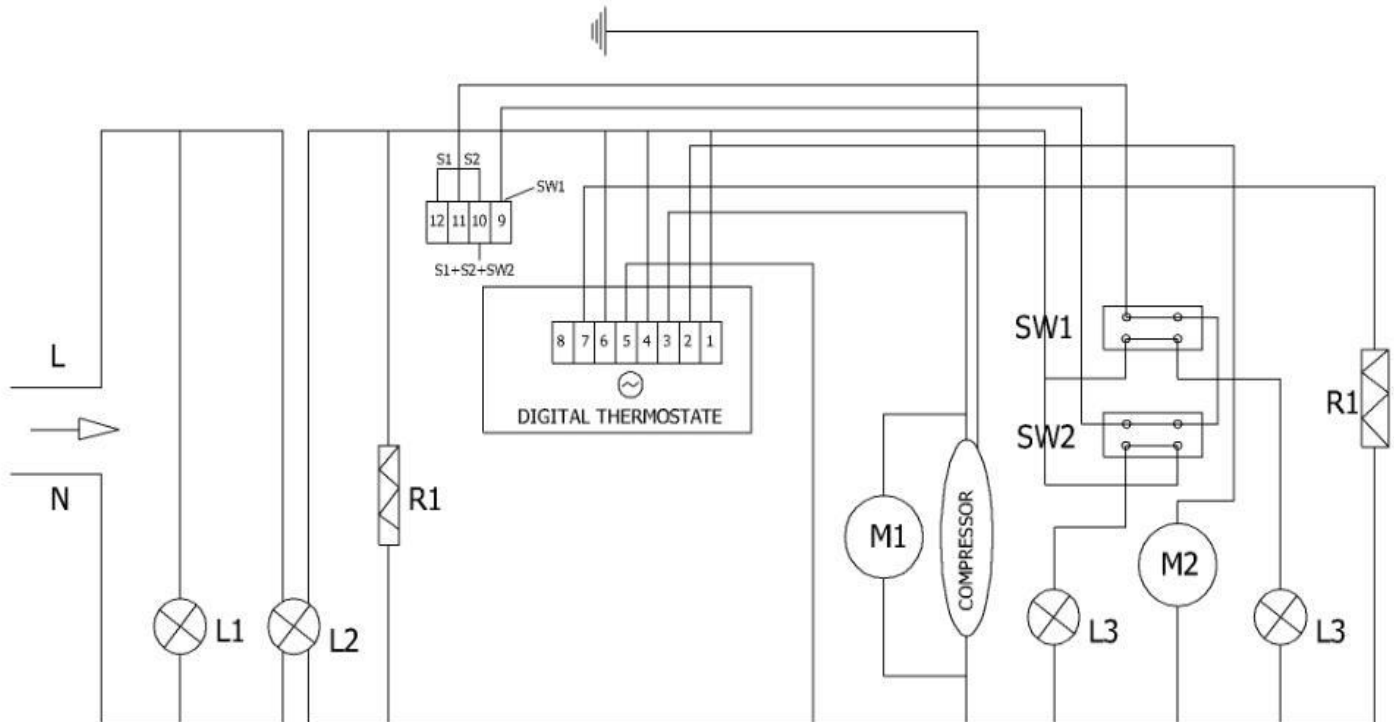 S1 S2
SW1
12 11 10 9
S1+S2+SW2
8 7 6 5 4 3 2 1
DIGITAL THERMOSTATE
L
N
L1
L2
R1
M1
COMPRESSOR
SW1
SW2
L3
M2
L3
R1